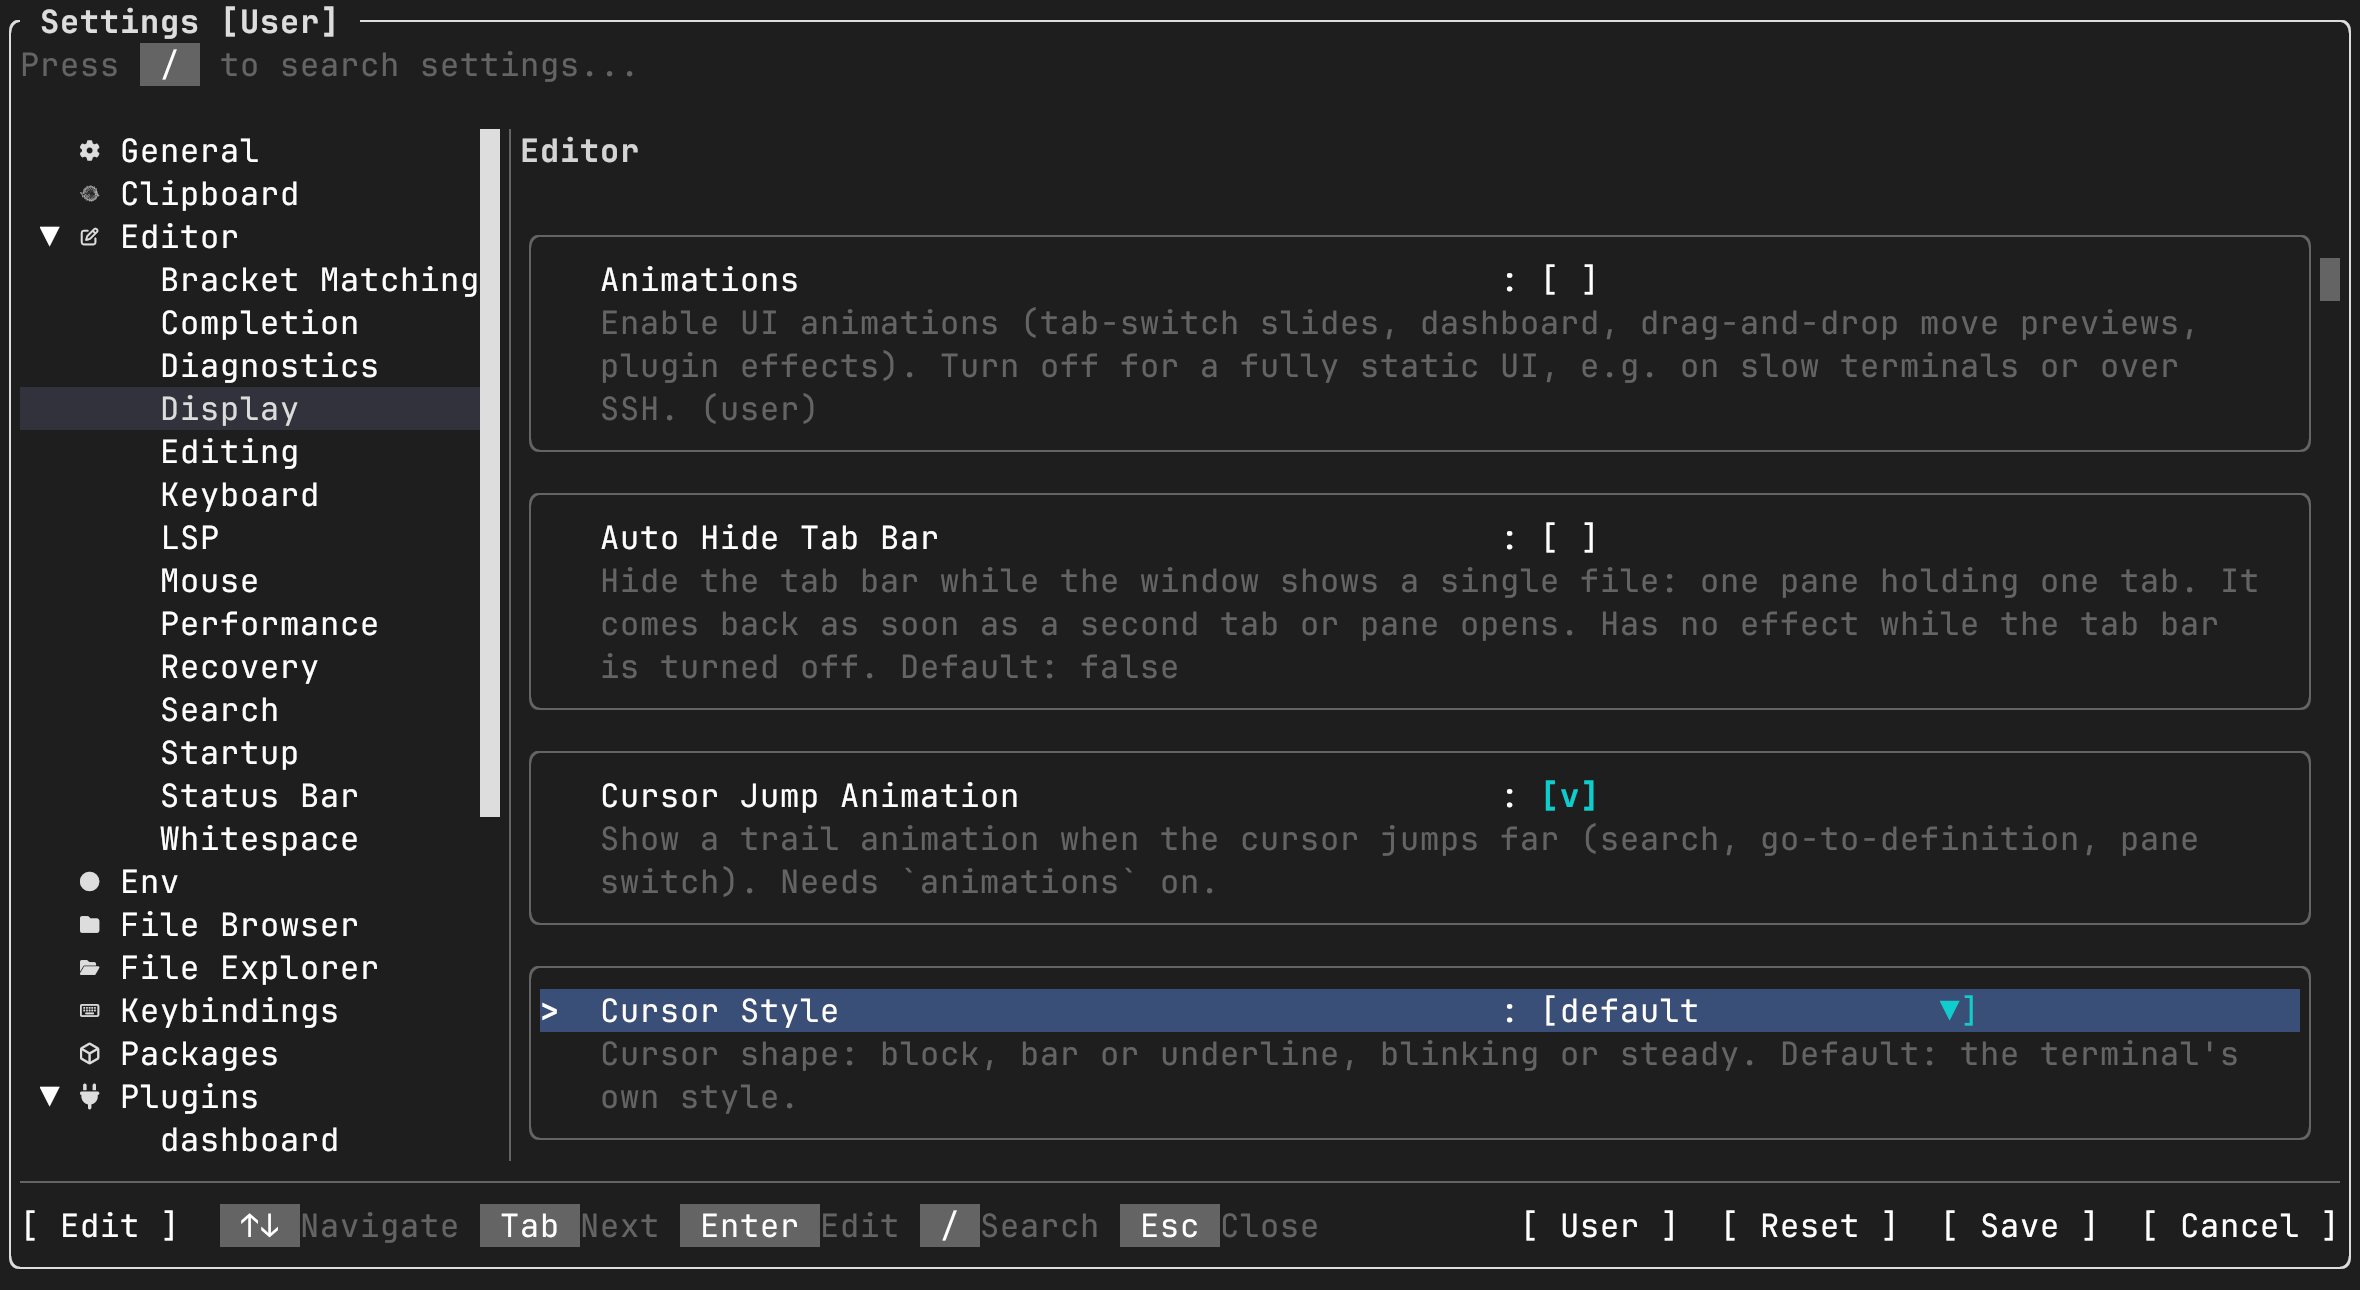 Settings [User]
Press / to search settings...
General
Clipboard
▼ Editor
Bracket Matching
Completion
Diagnostics
Display
Editing
Keyboard
LSP
Mouse
Performance
Recovery
Search
Startup
Status Bar
Whitespace
Env
File Browser
File Explorer
Keybindings
Packages
▼ Plugins
dashboard
Editor
Animations : [ ]
Enable UI animations (tab-switch slides, dashboard, drag-and-drop move previews,
plugin effects). Turn off for a fully static UI, e.g. on slow terminals or over
SSH. (user)
Auto Hide Tab Bar : [ ]
Hide the tab bar while the window shows a single file: one pane holding one tab. It
comes back as soon as a second tab or pane opens. Has no effect while the tab bar
is turned off. Default: false
Cursor Jump Animation : [v]
Show a trail animation when the cursor jumps far (search, go-to-definition, pane
switch). Needs `animations` on.
> Cursor Style : [default ▼]
Cursor shape: block, bar or underline, blinking or steady. Default: the terminal's
own style.
[ Edit ] ↑↓ Navigate Tab Next Enter Edit / Search Esc Close [ User ] [ Reset ] [ Save ] [ Cancel ]